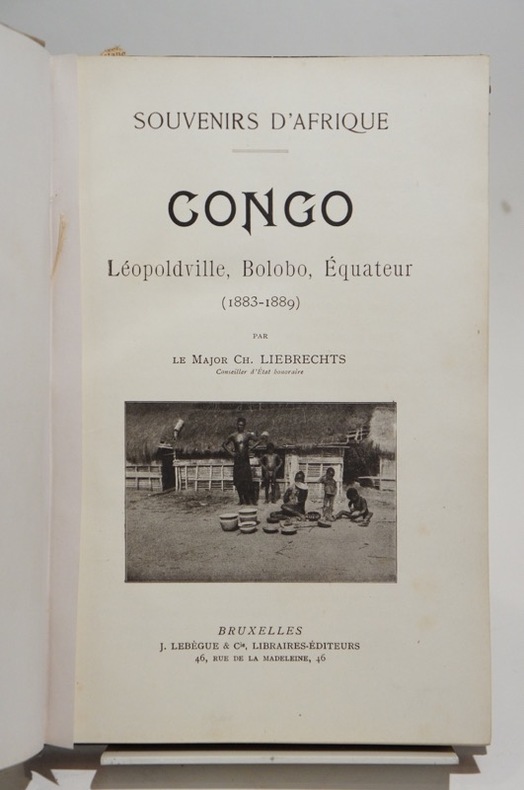 SOUVENIRS D'AFRIQUE
CONGO
Léopoldville, Bolobo, Équateur
(1883-1889)
PAR
LE MAJOR CH. LIEBRECHTS
Conseiller d'État honoraire
BRUXELLES
J. LEBÈGUE & Cie, LIBRAIRES-ÉDITEURS
46, RUE DE LA MADELEINE, 46